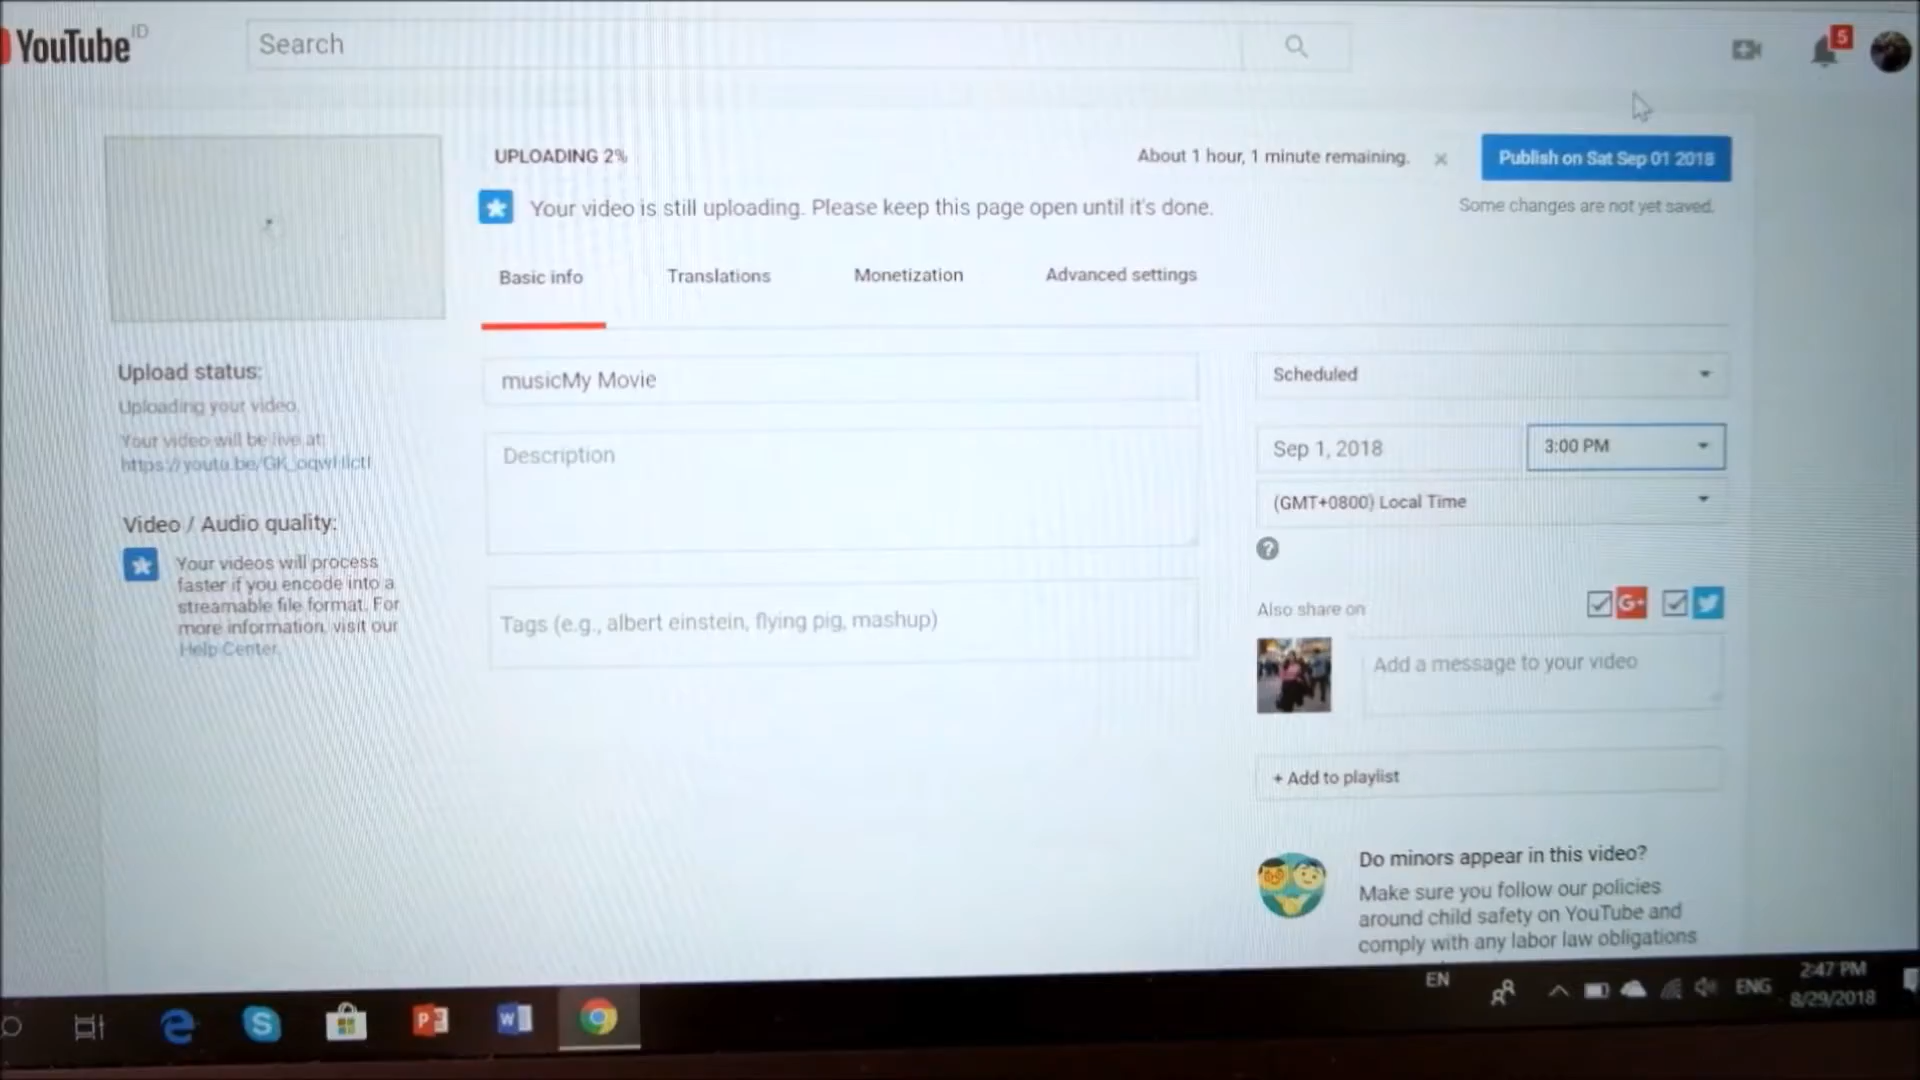 YouTube ID
Search
5
UPLOADING 2%
About 1 hour, 1 minute remaining.
Publish on Sat Sep 01 2018
Your video is still uploading. Please keep this page open until it's done.
Some changes are not yet saved.
Basic info
Translations
Monetization
Advanced settings
Upload status:
Uploading your video.
Your video will be live at:
musicMy Movie
Description
Tags (e.g., albert einstein, flying pig, mashup)
Video / Audio quality:
Your videos will process
faster if you encode into a
streamable file format. For
more information, visit our
Help Center.
Scheduled
Sep 1, 2018
3:00 PM
(GMT+0800) Local Time
?
Also share on
G+
Add a message to your video
+ Add to playlist
Do minors appear in this video?
Make sure you follow our policies
around child safety on YouTube and
comply with any labor law obligations
EN
ENG
2:47 PM
8/29/2018